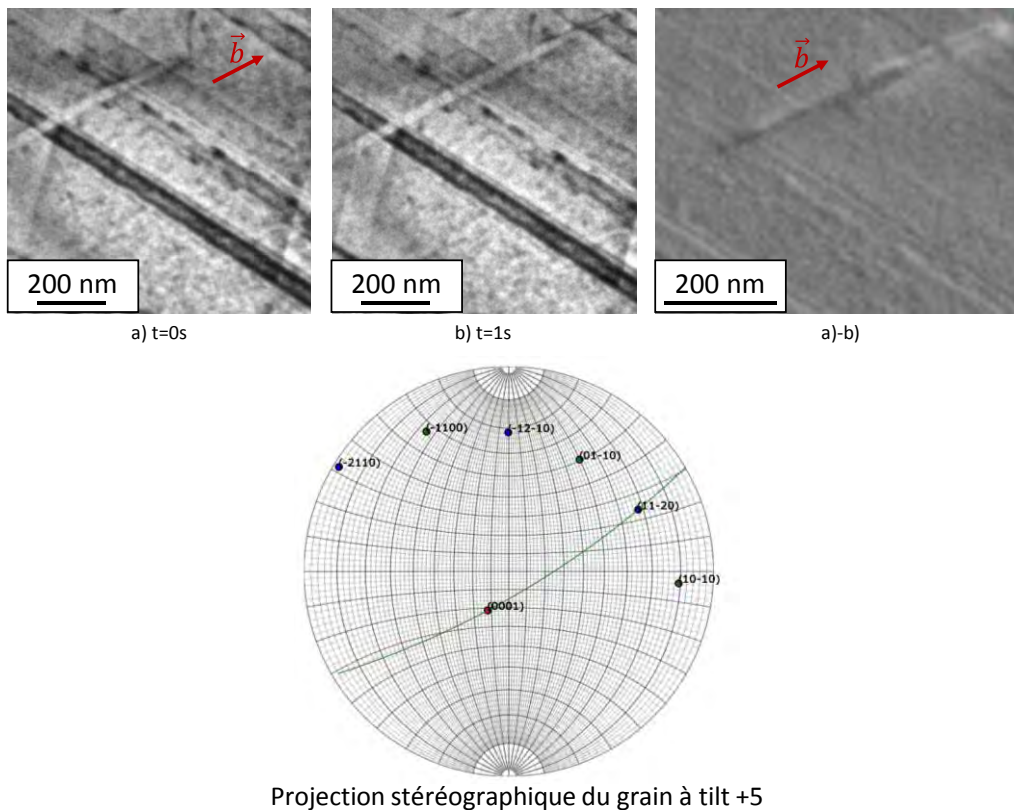 b
b
b
200 nm
200 nm
200 nm
a) t=0s
b) t=1s
a)-b)
(-1100)
(-12-10)
(-2110)
(01-10)
(11-20)
(10-10)
(0001)
Projection stéréographique du grain à tilt +5